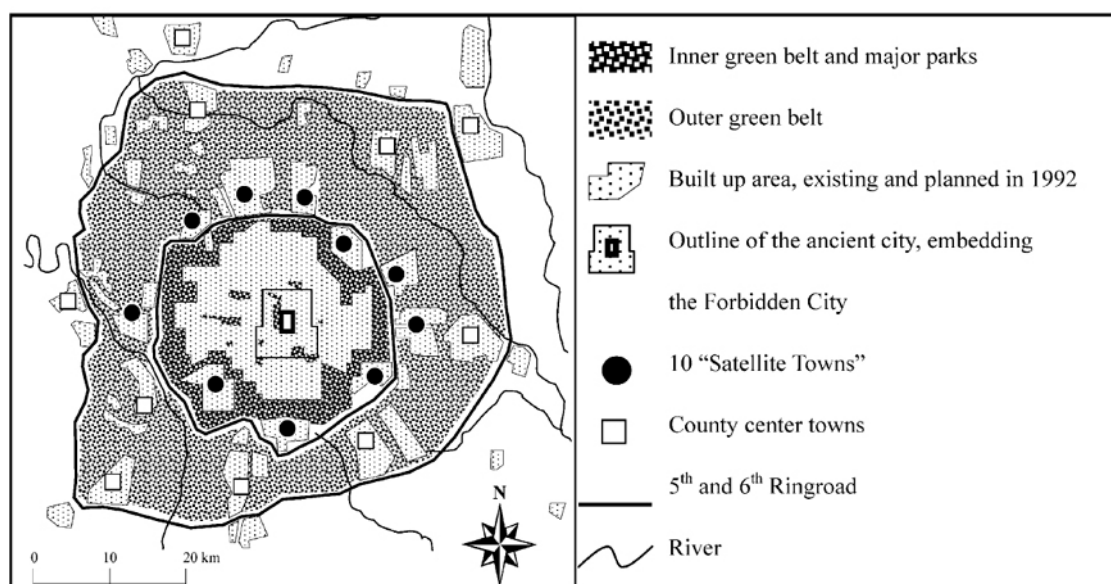 Inner green belt and major parks
Outer green belt
Built up area, existing and planned in 1992
Outline of the ancient city, embedding
the Forbidden City
10 “Satellite Towns”
County center towns
5th and 6th Ringroad
River
N
0 10 20 km